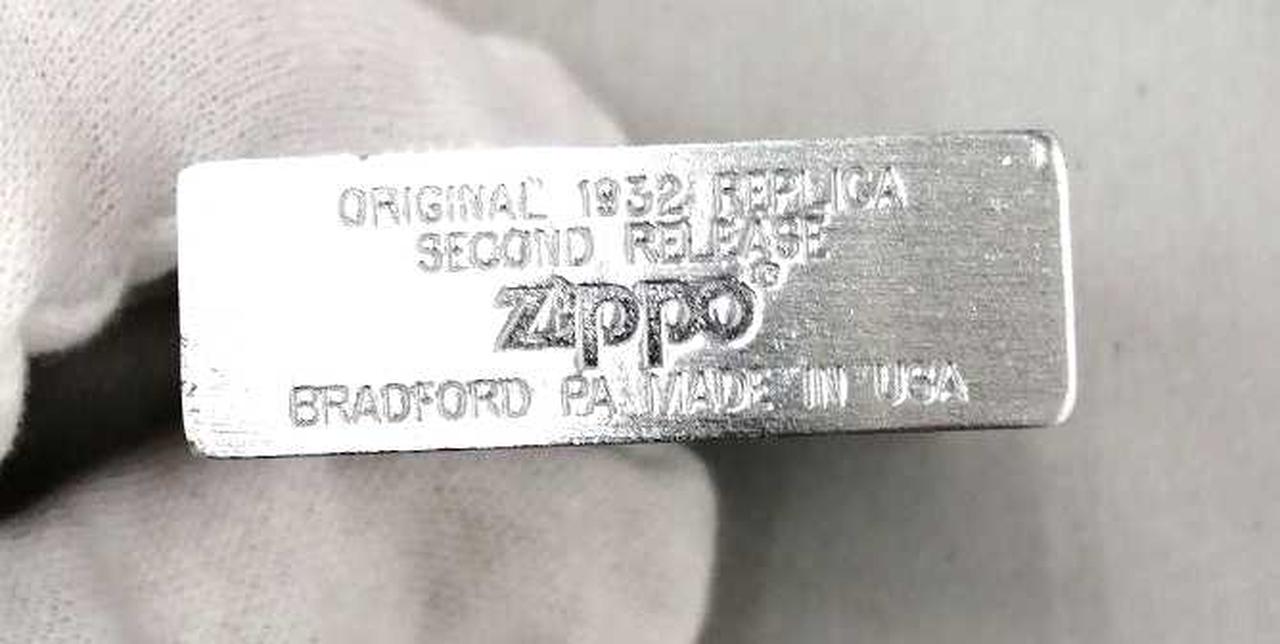 ORIGINAL 1932 REPLICA
SECOND RELEASE
Zippo®
BRADFORD PA. MADE IN USA